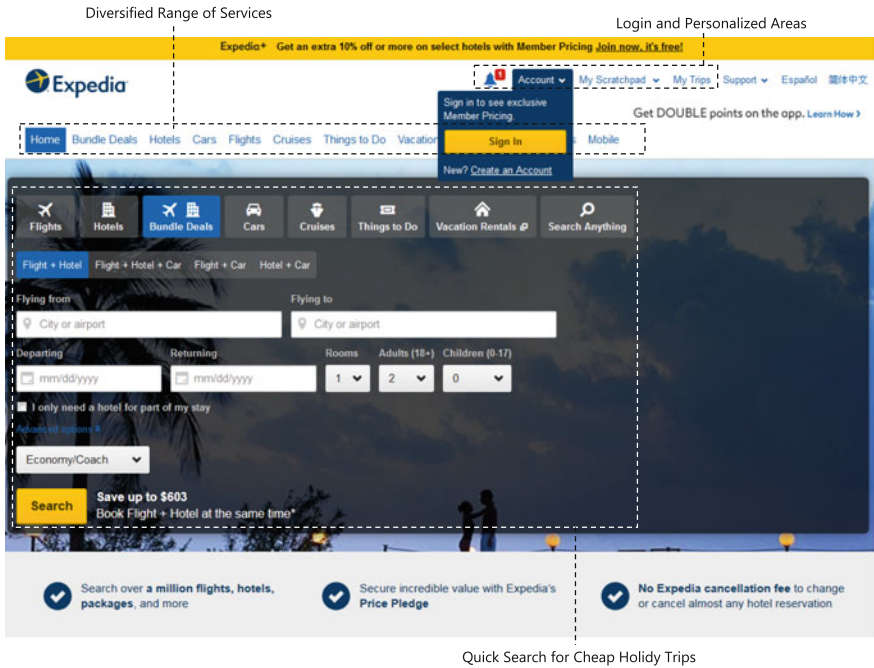 Diversified Range of Services
Login and Personalized Areas
Expedia+ Get an extra 10% off or more on select hotels with Member Pricing Join now, it's free!
Expedia
1 Account My Scratchpad My Trips Support Español 简体中文
Sign in to see exclusive
Member Pricing.
Get DOUBLE points on the app. Learn How
Home Bundle Deals Hotels Cars Flights Cruises Things to Do Vacation Sign In s Mobile
New? Create an Account
Flights Hotels Bundle Deals Cars Cruises Things to Do Vacation Rentals Search Anything
Flight + Hotel Flight + Hotel + Car Flight + Car Hotel + Car
Flying from Flying to
City or airport City or airport
Departing Returning Rooms Adults (18+) Children (0-17)
mm/dd/yyyy mm/dd/yyyy 1 2 0
I only need a hotel for part of my stay
Advanced options
Economy/Coach
Search
Save up to $603
Book Flight + Hotel at the same time*
Search over a million flights, hotels,
packages, and more
Secure incredible value with Expedia's
Price Pledge
No Expedia cancellation fee to change
or cancel almost any hotel reservation
Quick Search for Cheap Holidy Trips